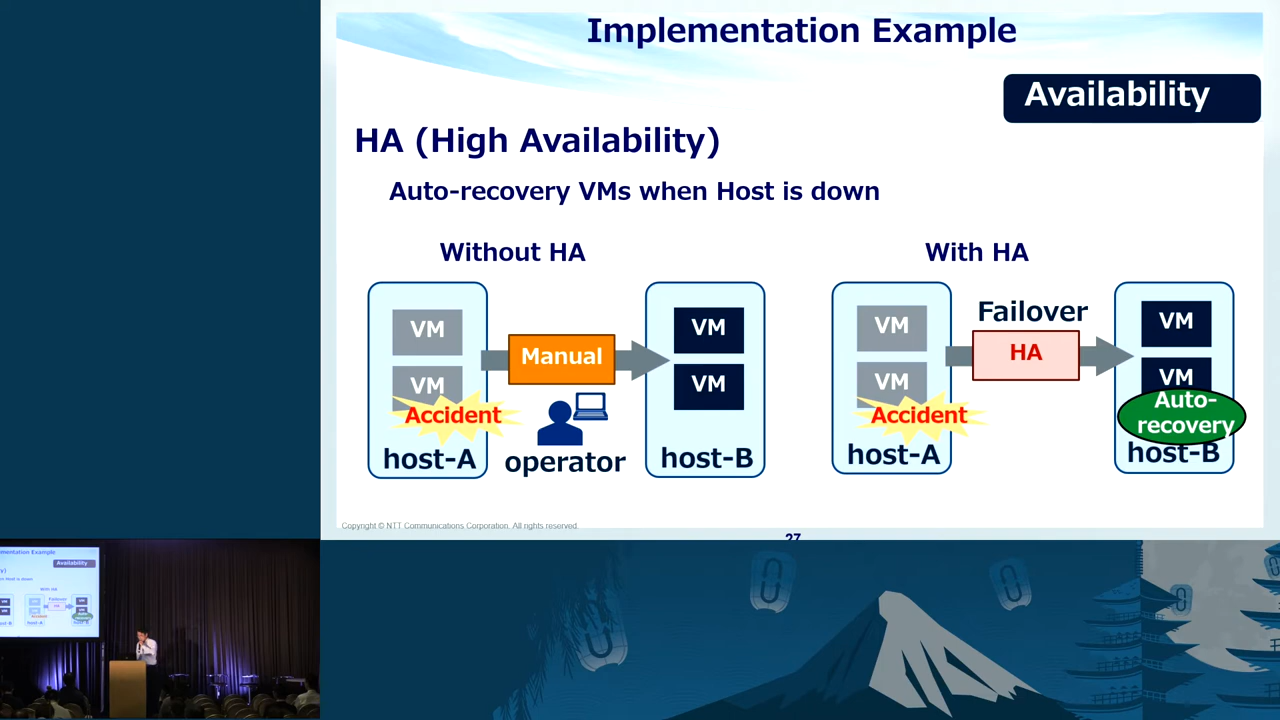 Implementation Example
Availability
HA (High Availability)
Auto-recovery VMs when Host is down
Without HA
With HA
VM
VM
Accident
host-A
Manual
operator
VM
VM
host-B
VM
VM
Accident
host-A
Failover
HA
VM
VM
Auto-
recovery
host-B
Copyright © NTT Communications Corporation. All rights reserved.
27